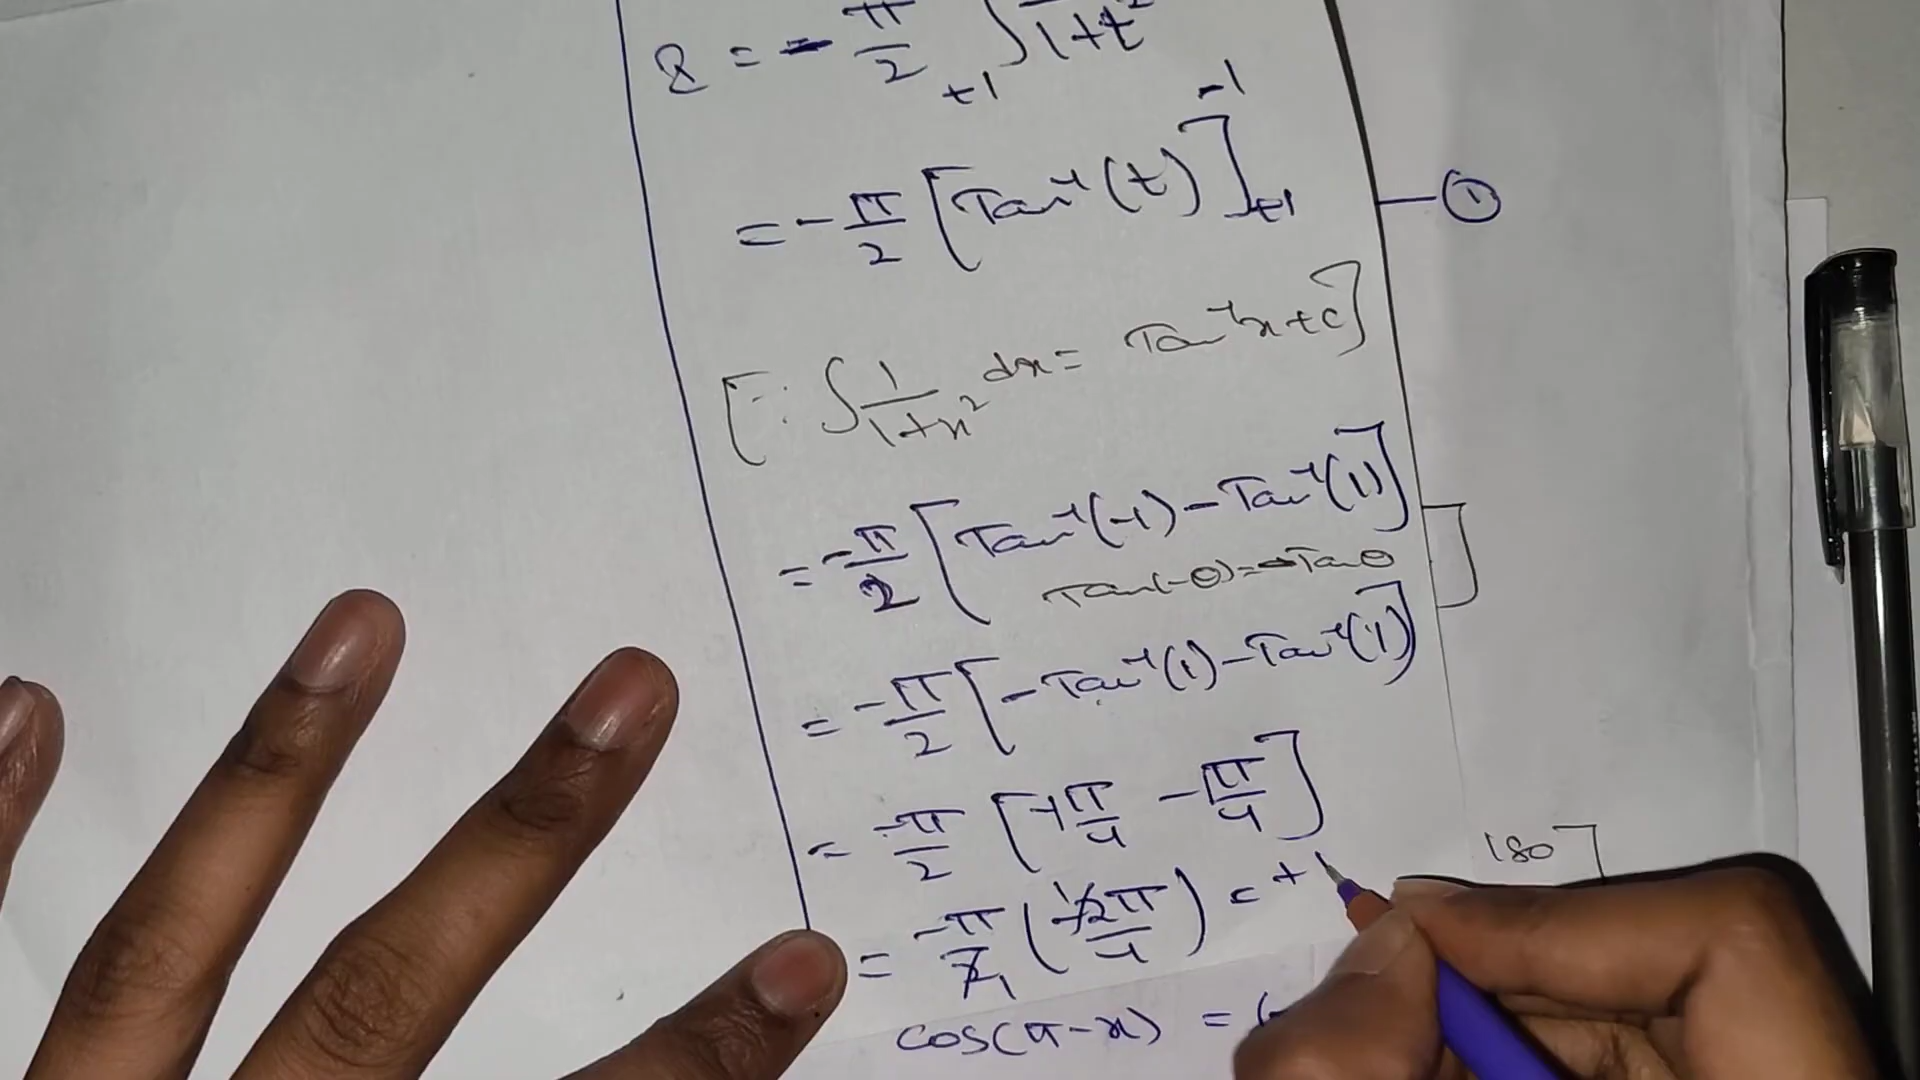 I = - π/2 ∫ +1 1+t²
= - π/2 [Tan⁻¹(t)]₊₁⁻¹ — ①
[∵ ∫ 1/1+x² dx = Tan⁻¹x + c]
= -π/2 [Tan⁻¹(-1) - Tan⁻¹(1)]
Tan(-θ) = -Tanθ
= -π/2 [-Tan⁻¹(1) - Tan⁻¹(1)]
= -π/2 [-π/4 - π/4]
180]
= -π/2₁ (-2π/4) = +
cos(π-x) = (-